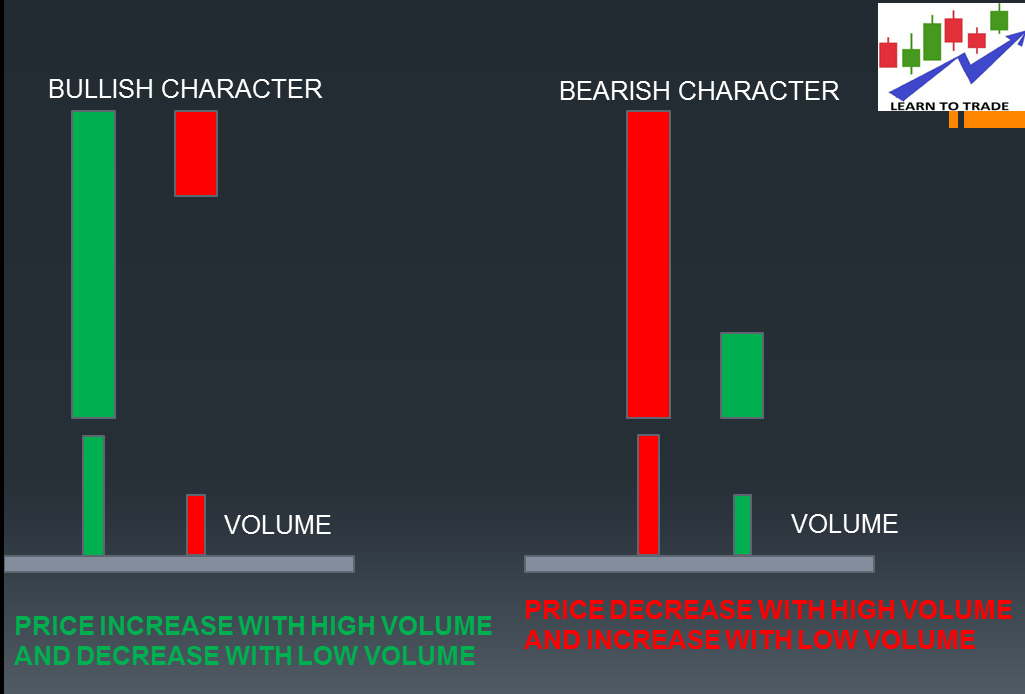 BULLISH CHARACTER
BEARISH CHARACTER
LEARN TO TRADE
VOLUME
VOLUME
PRICE INCREASE WITH HIGH VOLUME
AND DECREASE WITH LOW VOLUME
PRICE DECREASE WITH HIGH VOLUME
AND INCREASE WITH LOW VOLUME